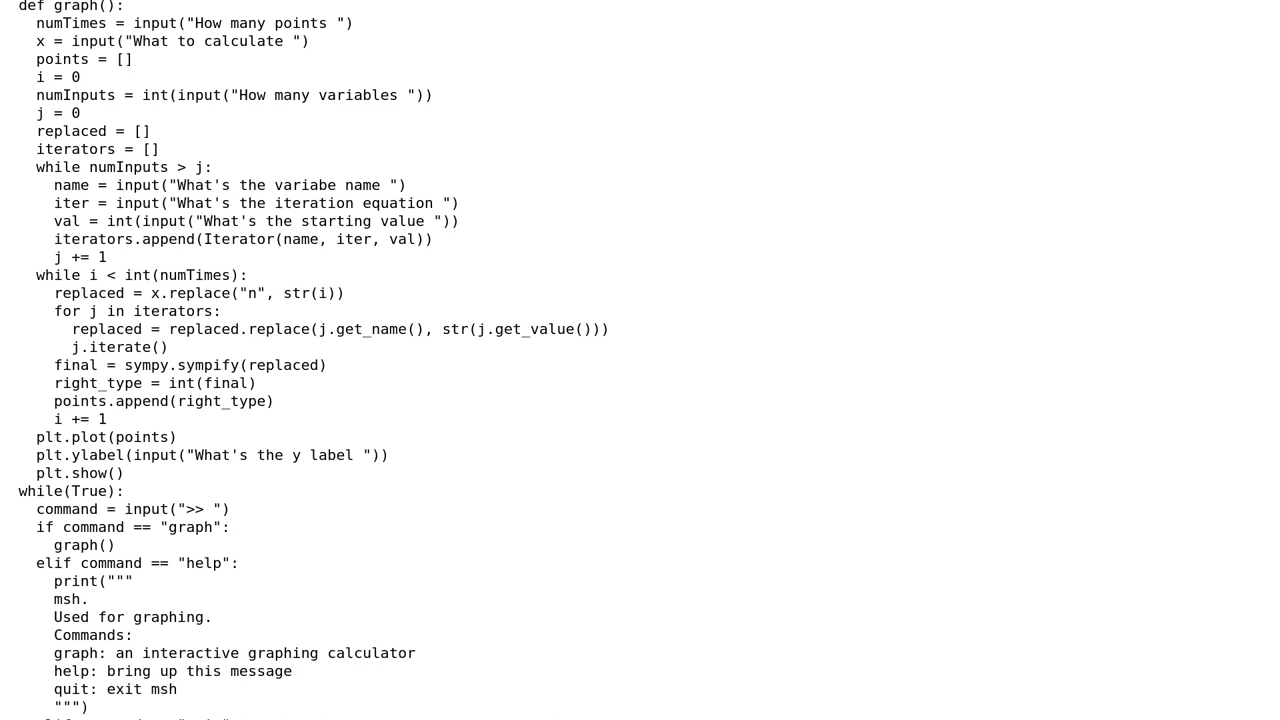 def graph():
  numTimes = input("How many points ")
  x = input("What to calculate ")
  points = []
  i = 0
  numInputs = int(input("How many variables "))
  j = 0
  replaced = []
  iterators = []
  while numInputs > j:
    name = input("What's the variabe name ")
    iter = input("What's the iteration equation ")
    val = int(input("What's the starting value "))
    iterators.append(Iterator(name, iter, val))
    j += 1
  while i < int(numTimes):
    replaced = x.replace("n", str(i))
    for j in iterators:
      replaced = replaced.replace(j.get_name(), str(j.get_value()))
      j.iterate()
    final = sympy.sympify(replaced)
    right_type = int(final)
    points.append(right_type)
    i += 1
  plt.plot(points)
  plt.ylabel(input("What's the y label "))
  plt.show()
while(True):
  command = input(">> ")
  if command == "graph":
    graph()
  elif command == "help":
    print("""
    msh.
    Used for graphing.
    Commands:
    graph: an interactive graphing calculator
    help: bring up this message
    quit: exit msh
    """)